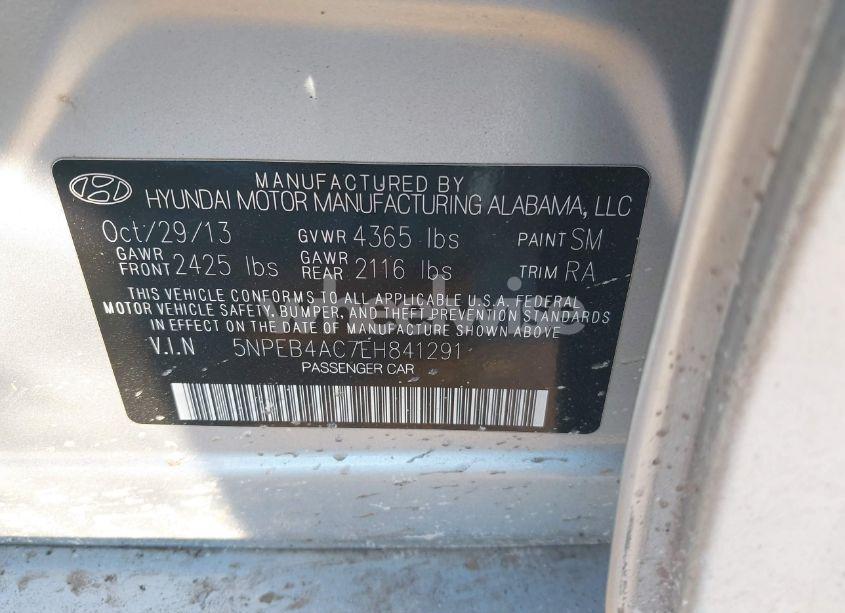 MANUFACTURED BY
HYUNDAI MOTOR MANUFACTURING ALABAMA, LLC
Oct/29/13 GVWR 4365 lbs PAINT SM
GAWR FRONT 2425 lbs GAWR REAR 2116 lbs TRIM RA
THIS VEHICLE CONFORMS TO ALL APPLICABLE U.S.A. FEDERAL
MOTOR VEHICLE SAFETY, BUMPER, AND THEFT PREVENTION STANDARDS
IN EFFECT ON THE DATE OF MANUFACTURE SHOWN ABOVE.
V.I.N 5NPEB4AC7EH841291
PASSENGER CAR